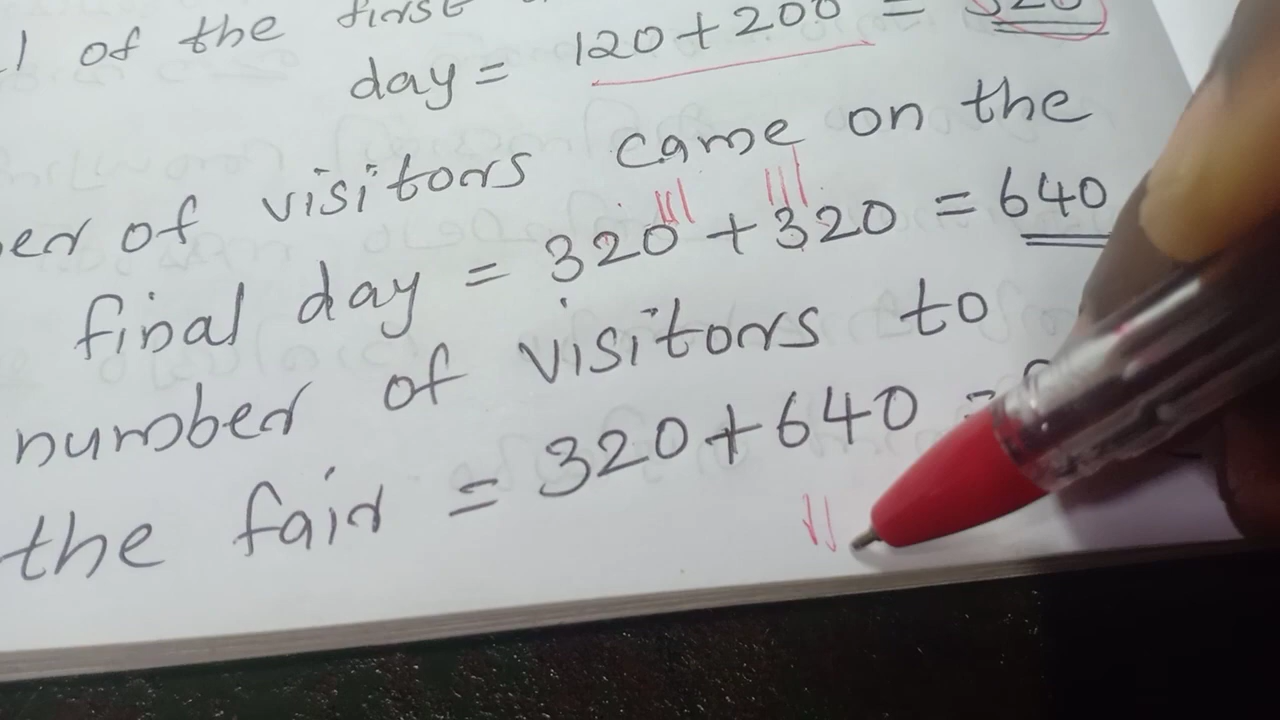 of the first
day = 120+200 = 320
of visitors came on the
final day = 320 + 320 = 640
number of visitors to
the fair = 320+640 =